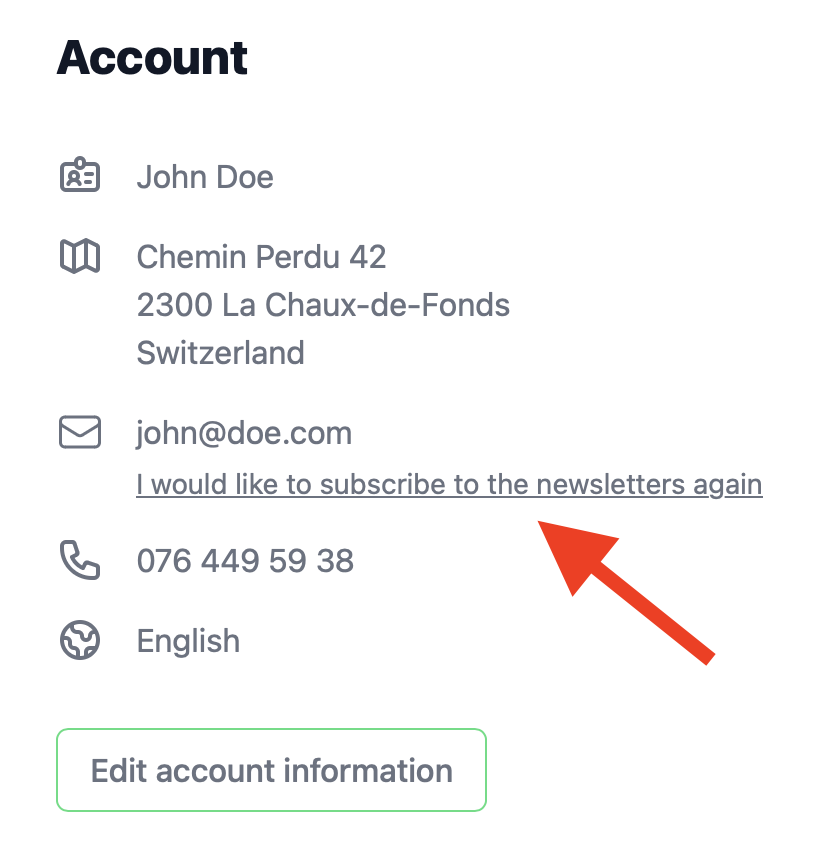 Account
John Doe
Chemin Perdu 42
2300 La Chaux-de-Fonds
Switzerland
john@doe.com
I would like to subscribe to the newsletters again
076 449 59 38
English
Edit account information